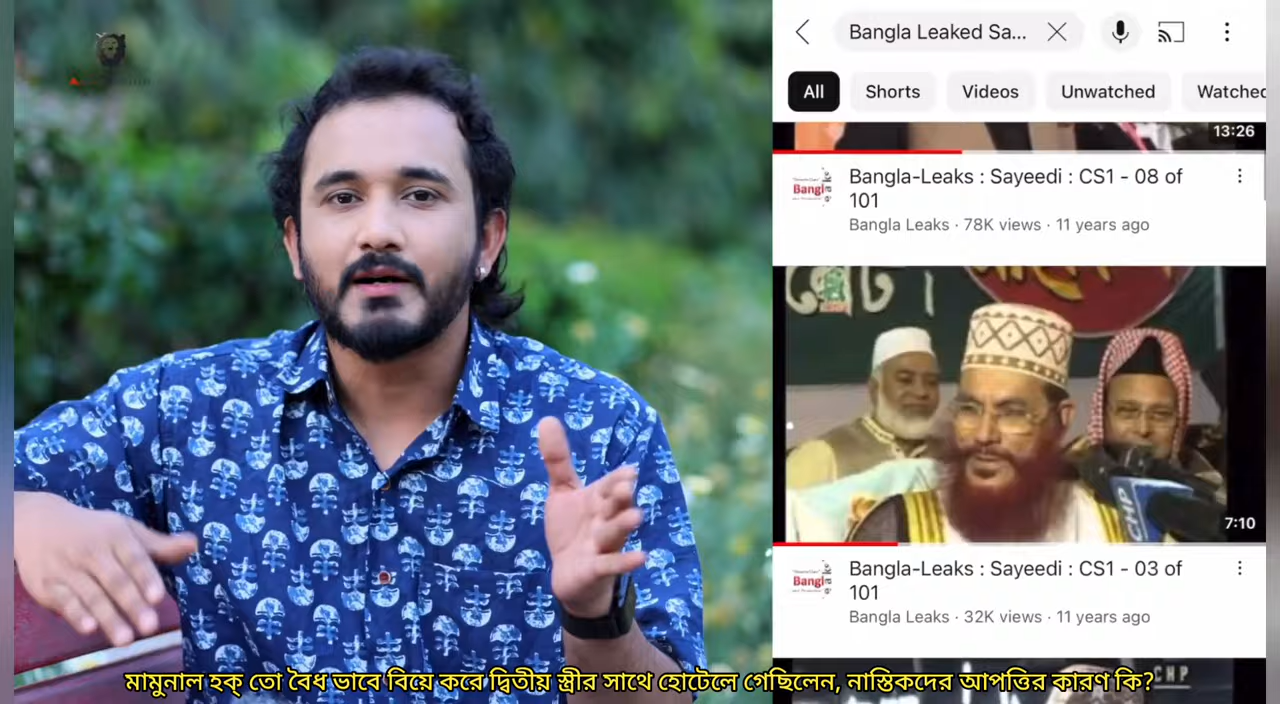 Bangla Leaked Sa...
All
Shorts
Videos
Unwatched
Watched
13:26
Bangla-Leaks : Sayeedi : CS1 - 08 of
101
Bangla Leaks · 78K views · 11 years ago
7:10
CHP
Bangla-Leaks : Sayeedi : CS1 - 03 of
101
Bangla Leaks · 32K views · 11 years ago
CHP
মামুনাল হক্ তো বৈধ ভাবে বিয়ে করে দ্বিতীয় স্ত্রীর সাথে হোটেলে গেছিলেন, নাস্তিকদের আপত্তির কারণ কি?